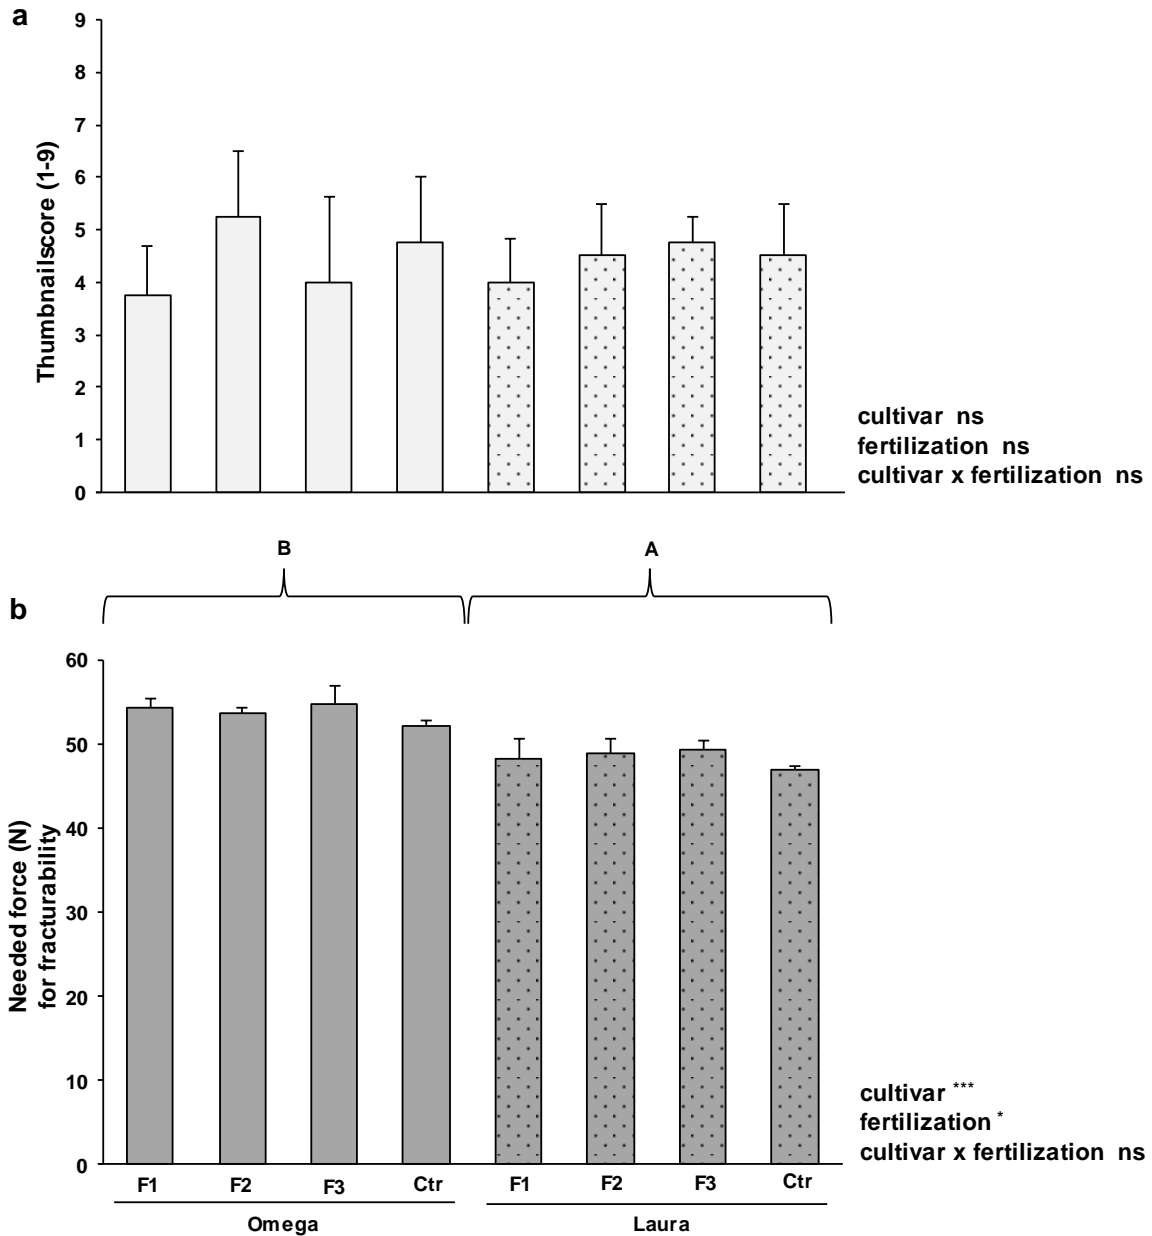 a
9
8
7
6
5
4
3
2
1
0
Thumbnailscore (1-9)
cultivar ns
fertilization ns
cultivar x fertilization ns
B A
b
60
50
40
30
20
10
0
Needed force (N)
for fracturability
cultivar ***
fertilization *
cultivar x fertilization ns
F1 F2 F3 Ctr F1 F2 F3 Ctr
Omega Laura